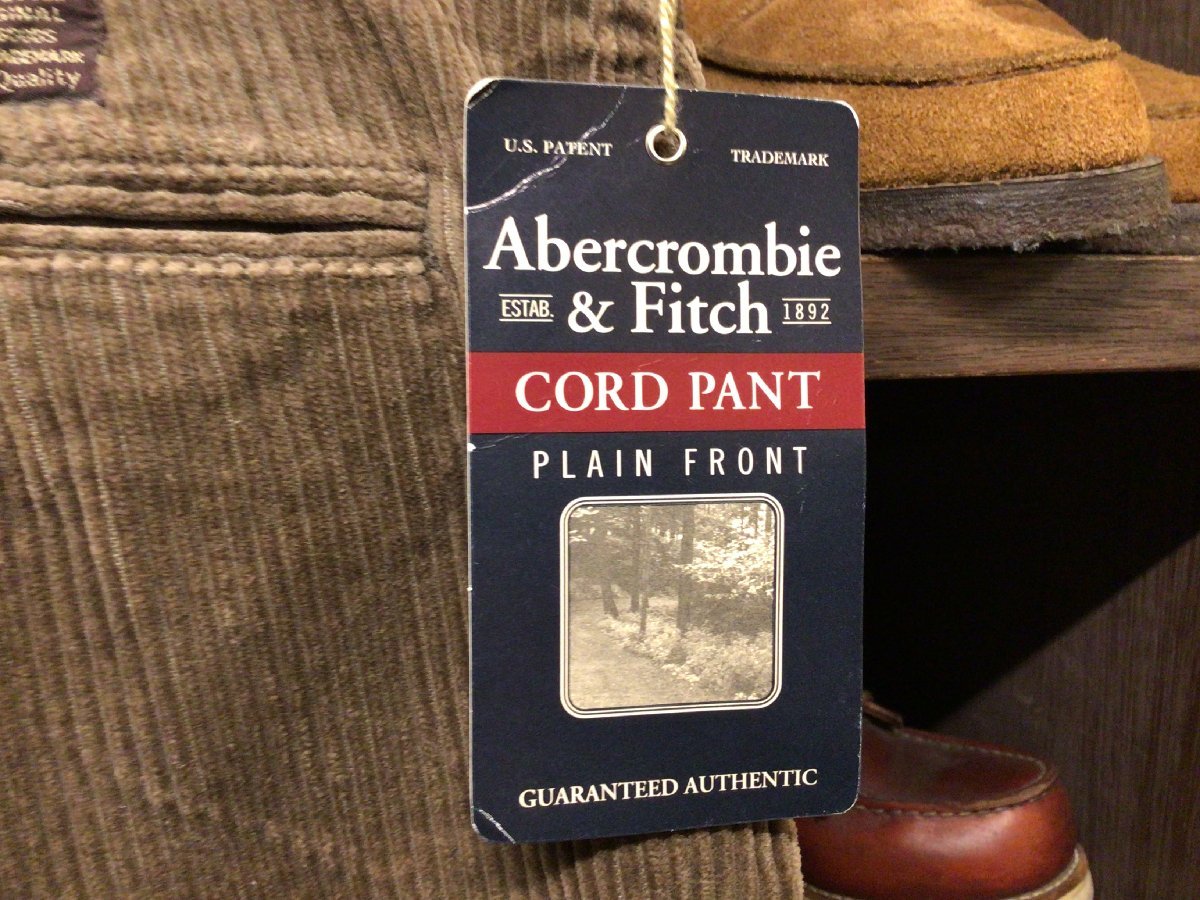 Quality
U.S. PATENT
TRADEMARK
Abercrombie
ESTAB. & Fitch 1892
CORD PANT
PLAIN FRONT
GUARANTEED AUTHENTIC